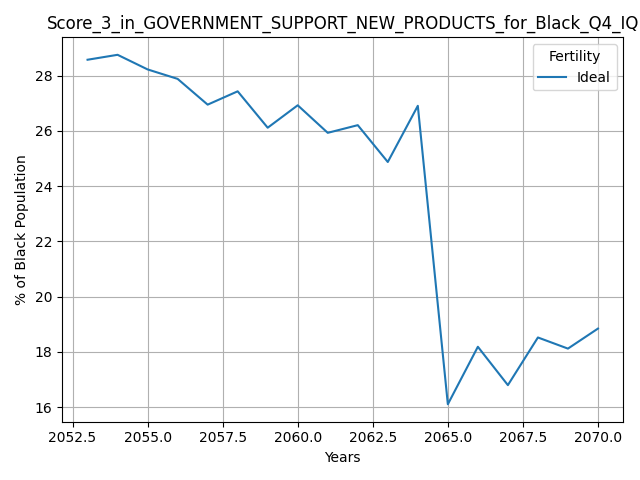 Score_3_in_GOVERNMENT_SUPPORT_NEW_PRODUCTS_for_Black_Q4_IQ
Fertility
Ideal
% of Black Population
28
26
24
22
20
18
16
2052.5 2055.0 2057.5 2060.0 2062.5 2065.0 2067.5 2070.0
Years